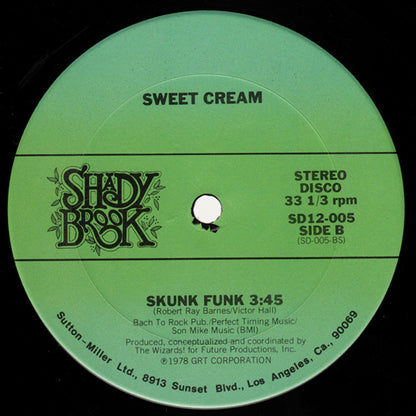 SWEET CREAM
SHADY
BROOK
STEREO
DISCO
33 1/3 rpm
SD12-005
SIDE B
(SD-005-BS)
SKUNK FUNK 3:45
(Robert Ray Barnes/Victor Hall)
Bach To Rock Pub./Perfect Timing Music/
Son Mike Music (BMI)
Produced, conceptualized and coordinated by
The Wizards! for Future Productions, Inc.
℗ 1978 GRT CORPORATION
Sutton-Miller Ltd., 8913 Sunset Blvd., Los Angeles, Ca., 90069